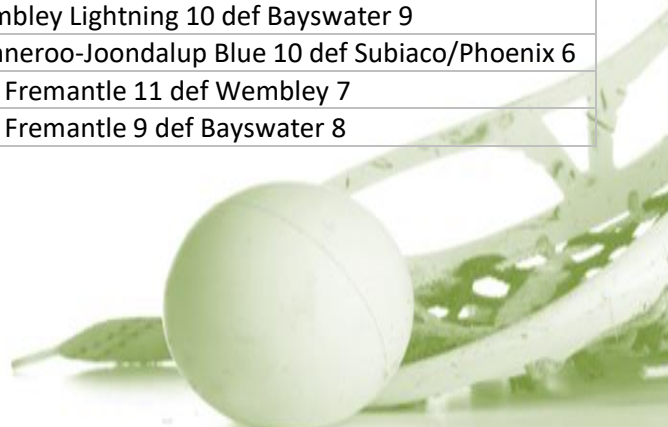 mbley Lightning 10 def Bayswater 9
nneroo-Joondalup Blue 10 def Subiaco/Phoenix 6
Fremantle 11 def Wembley 7
Fremantle 9 def Bayswater 8